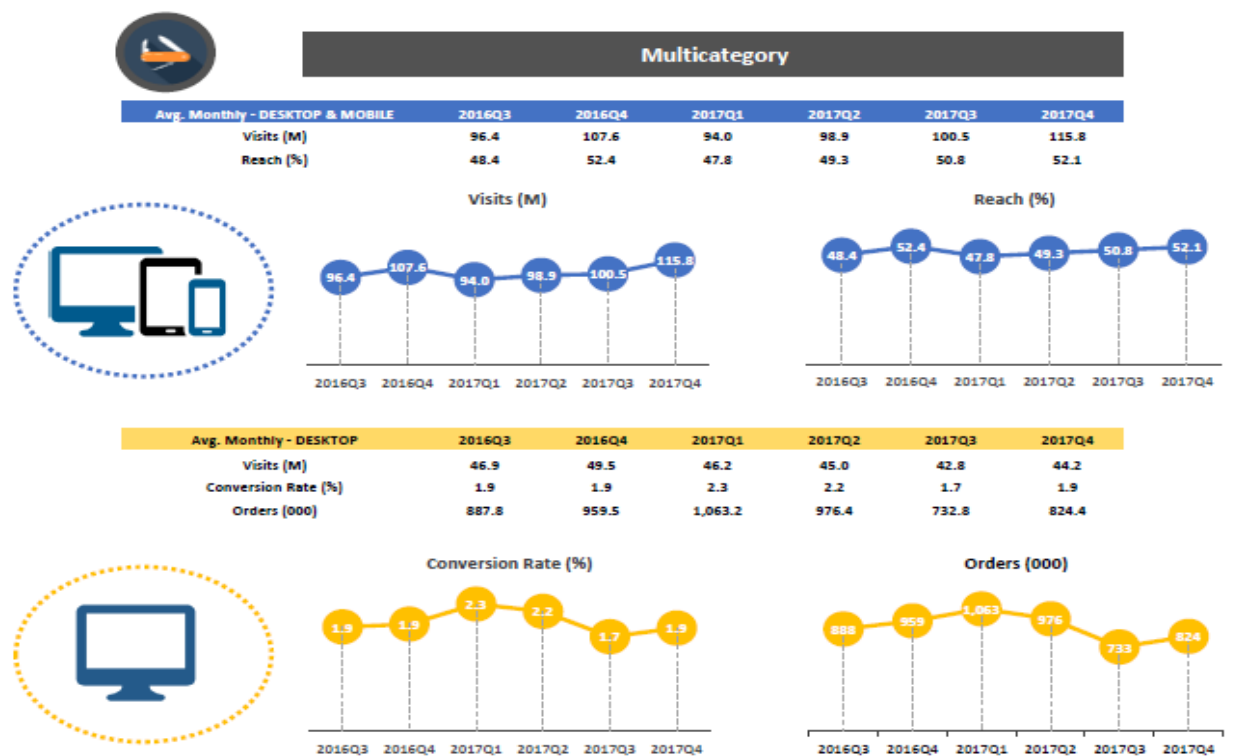 Multicategory
Avg. Monthly - DESKTOP & MOBILE 2016Q3 2016Q4 2017Q1 2017Q2 2017Q3 2017Q4
Visits (M) 96.4 107.6 94.0 98.9 100.5 115.8
Reach (%) 48.4 52.4 47.8 49.3 50.8 52.1
Visits (M) Reach (%)
96.4 107.6 94.0 98.9 100.5 115.8 48.4 52.4 47.8 49.3 50.8 52.1
2016Q3 2016Q4 2017Q1 2017Q2 2017Q3 2017Q4 2016Q3 2016Q4 2017Q1 2017Q2 2017Q3 2017Q4
Avg. Monthly - DESKTOP 2016Q3 2016Q4 2017Q1 2017Q2 2017Q3 2017Q4
Visits (M) 46.9 49.5 46.2 45.0 42.8 44.2
Conversion Rate (%) 1.9 1.9 2.3 2.2 1.7 1.9
Orders (000) 887.8 959.5 1,063.2 976.4 732.8 824.4
Conversion Rate (%) Orders (000)
1.9 1.9 2.3 2.2 1.7 1.9 888 959 1,063 976 733 824
2016Q3 2016Q4 2017Q1 2017Q2 2017Q3 2017Q4 2016Q3 2016Q4 2017Q1 2017Q2 2017Q3 2017Q4